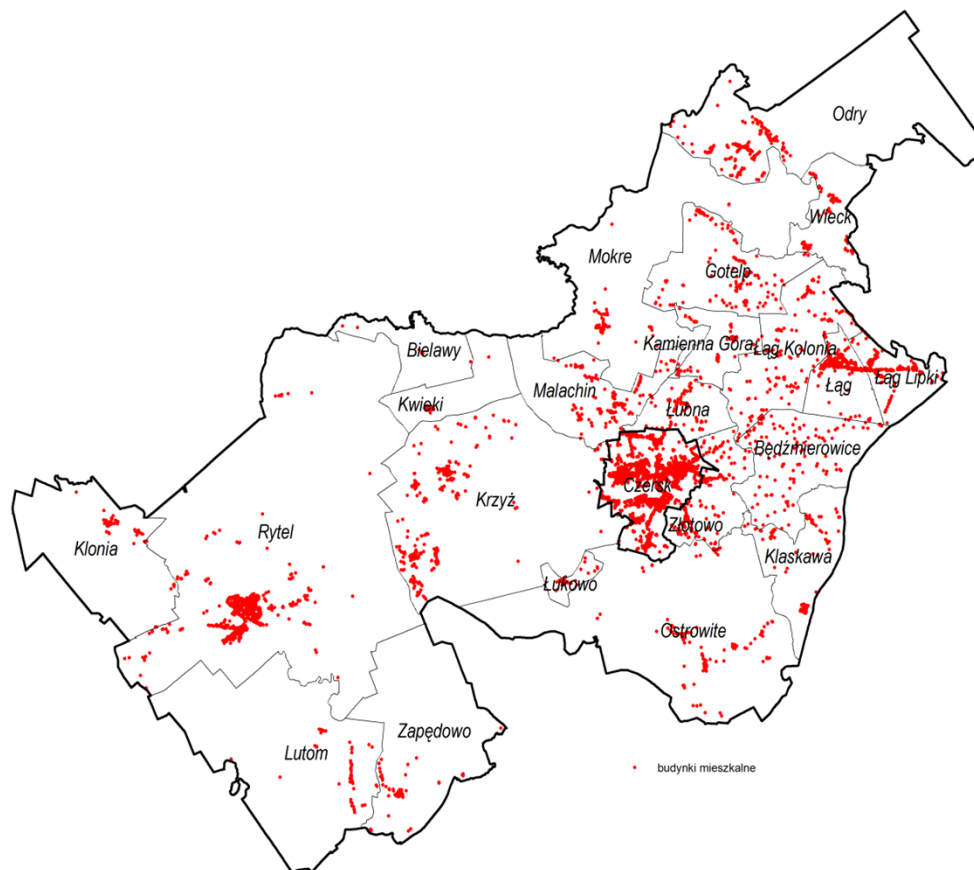 Odry
Wieck
Mokre
Gotelp
Kamienna Góra
Łąg Kolonia
Bielawy
Malachin
Łąg
Łąg Lipki
Kwieki
Łubna
Będźmierowice
Czersk
Krzyż
Złotowo
Rytel
Klonia
Klaskawa
Łukowo
Ostrowite
Zapędowo
Lutom
budynki mieszkalne